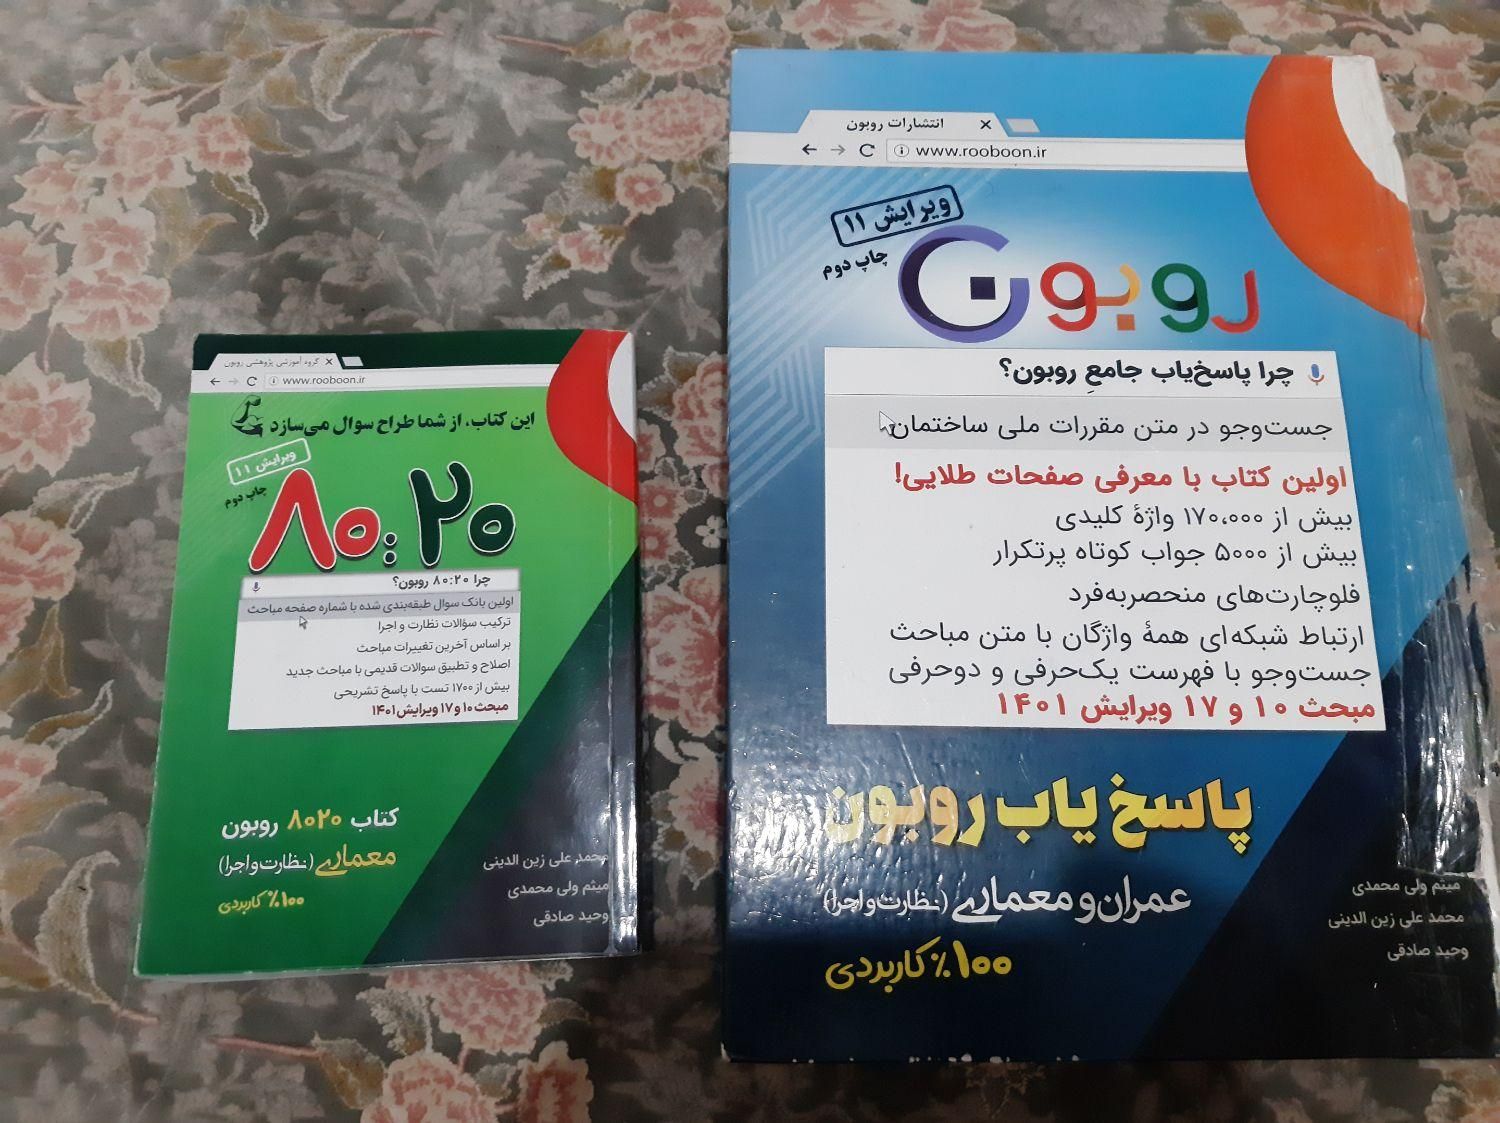 گروه آموزشی پژوهشی روبون
www.rooboon.ir
این کتاب، از شما طراح سوال می‌سازد
ویرایش ۱۱
چاپ دوم
۸۰:۲۰
چرا ۸۰:۲۰ روبون؟
اولین بانک سوال طبقه‌بندی شده با شماره صفحه مباحث
ترکیب سؤالات نظارت و اجرا
بر اساس آخرین تغییرات مباحث
اصلاح و تطبیق سوالات قدیمی با مباحث جدید
بیش از ۱۷۰۰ تست با پاسخ تشریحی
مبحث ۱۰ و ۱۷ ویرایش ۱۴۰۱
کتاب ۸۰۲۰ روبون
معماری (نظارت و اجرا)
۱۰۰٪ کاربردی
محمد علی زین الدینی
میثم ولی محمدی
وحید صادقی
انتشارات روبون
www.rooboon.ir
ویرایش ۱۱
چاپ دوم
روبون
چرا پاسخ‌یاب جامعِ روبون؟
جست‌وجو در متن مقررات ملی ساختمان
اولین کتاب با معرفی صفحات طلایی!
بیش از ۱۷۰،۰۰۰ واژهٔ کلیدی
بیش از ۵۰۰۰ جواب کوتاه پرتکرار
فلوچارت‌های منحصربه‌فرد
ارتباط شبکه‌ای همهٔ واژگان با متن مباحث
جست‌وجو با فهرست یک‌حرفی و دوحرفی
مبحث ۱۰ و ۱۷ ویرایش ۱۴۰۱
پاسخ یاب روبون
عمران و معماری (نظارت و اجرا)
۱۰۰٪ کاربردی
میثم ولی محمدی
محمد علی زین الدینی
وحید صادقی